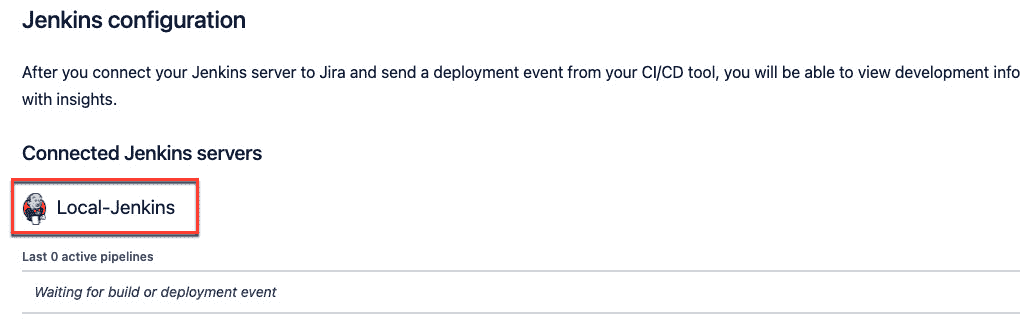 Jenkins configuration
After you connect your Jenkins server to Jira and send a deployment event from your CI/CD tool, you will be able to view development info
with insights.
Connected Jenkins servers
Local-Jenkins
Last 0 active pipelines
Waiting for build or deployment event